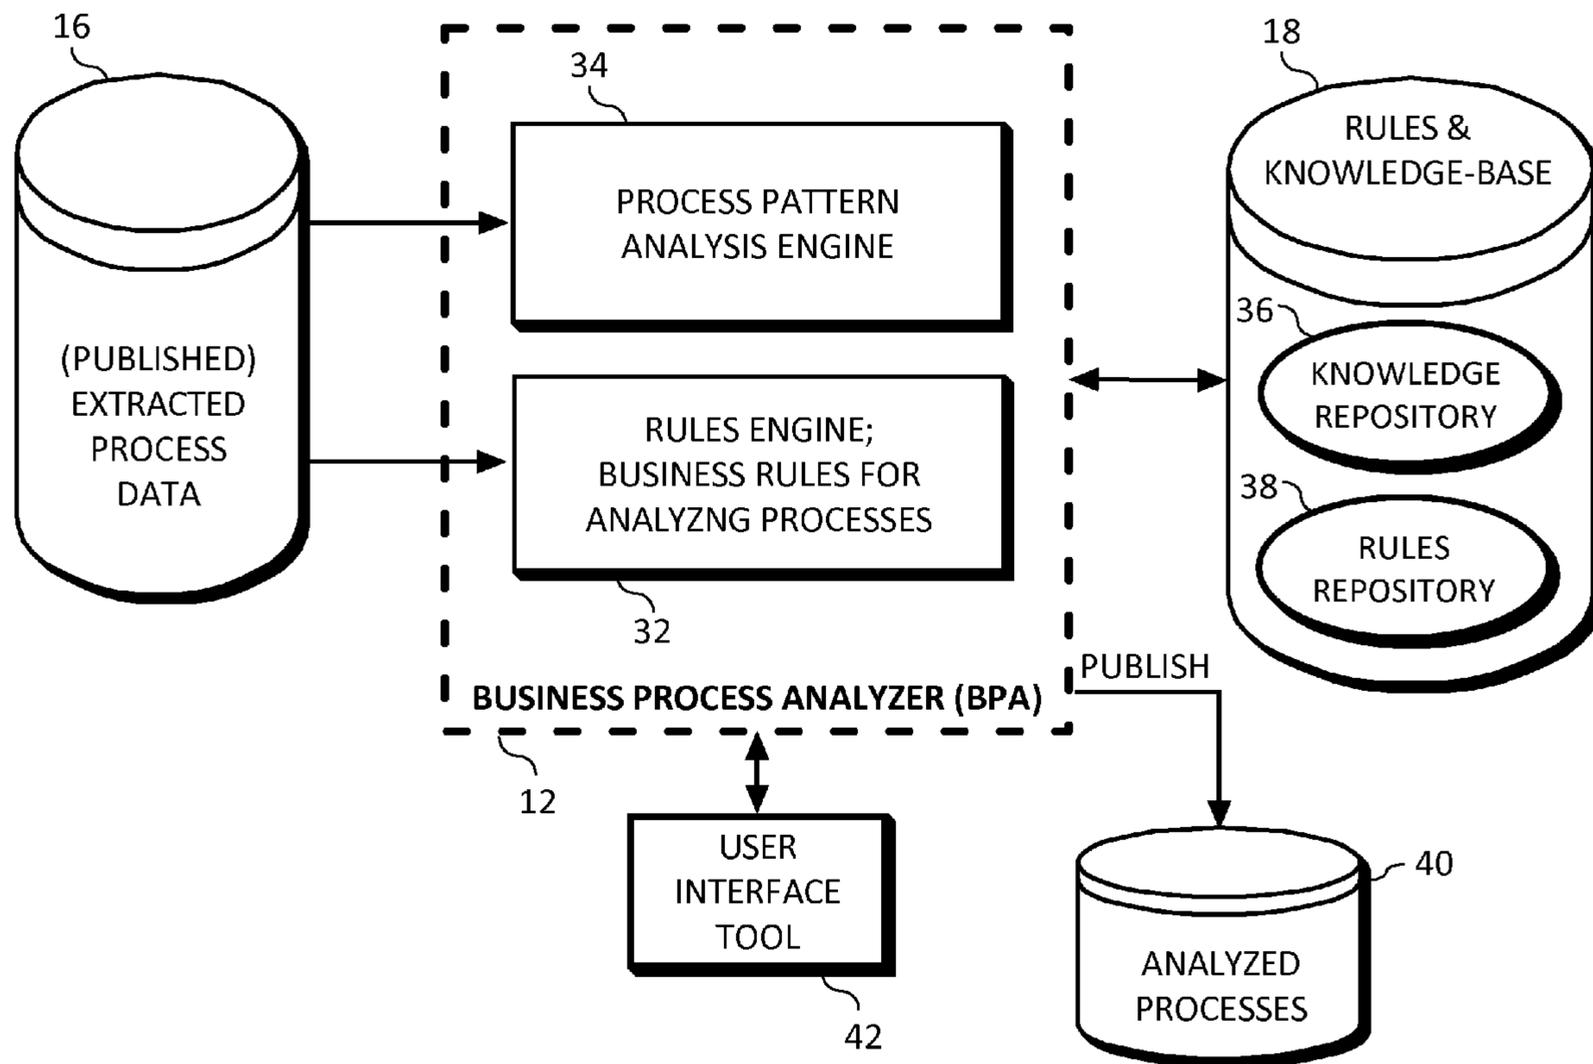 16
(PUBLISHED)
EXTRACTED
PROCESS
DATA
34
PROCESS PATTERN
ANALYSIS ENGINE
RULES ENGINE;
BUSINESS RULES FOR
ANALYZNG PROCESSES
32
BUSINESS PROCESS ANALYZER (BPA)
12
18
RULES &
KNOWLEDGE-BASE
36
KNOWLEDGE
REPOSITORY
38
RULES
REPOSITORY
PUBLISH
USER
INTERFACE
TOOL
42
40
ANALYZED
PROCESSES